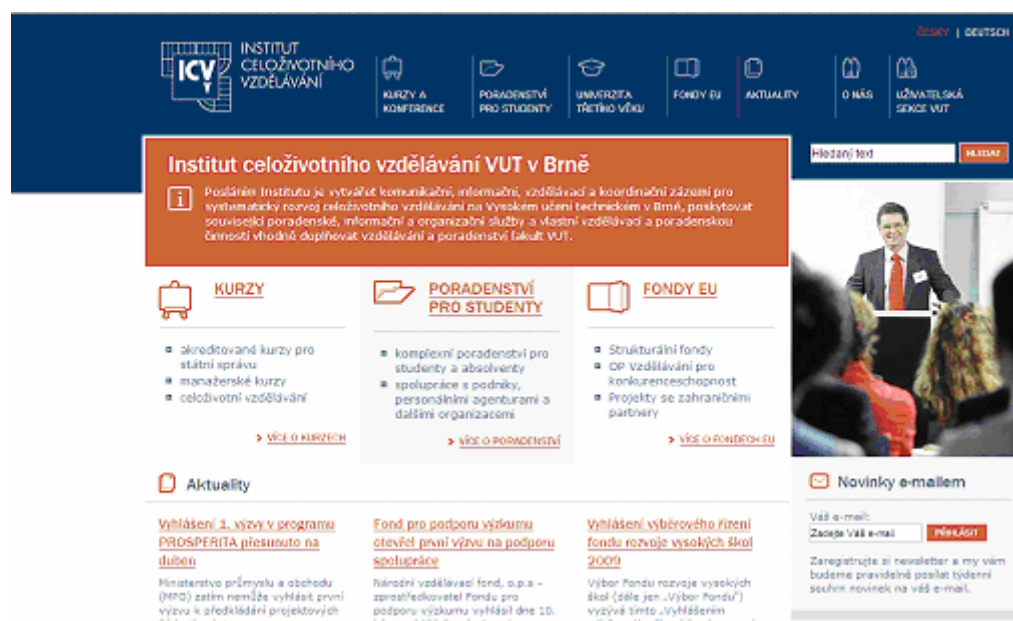 ČESKY | DEUTSCH
ICV
INSTITUT
CELOŽIVOTNÍHO
VZDĚLÁVÁNÍ
KURZY A
KONFERENCE
PORADENSTVÍ
PRO STUDENTY
UNIVERZITA
TŘETÍHO VĚKU
FONDY EU
AKTUALITY
O NÁS
UŽIVATELSKÁ
SEKCE VUT
Hledaný text
HLEDAT
Institut celoživotního vzdělávání VUT v Brně
Posláním Institutu je vytvářet komunikační, informační, vzdělávací a koordinační zázemí pro
systematický rozvoj celoživotního vzdělávání na Vysokém učení technickém v Brně, poskytovat
související poradenské, informační a organizační služby a vlastní vzdělávací a poradenskou
činností vhodně doplňovat vzdělávání a poradenství fakult VUT.
KURZY
akreditované kurzy pro
státní správu
manažerské kurzy
celoživotní vzdělávání
> VÍCE O KURZECH
PORADENSTVÍ
PRO STUDENTY
komplexní poradenství pro
studenty a absolventy
spolupráce s podniky,
personálními agenturami a
dalšími organizacemi
> VÍCE O PORADENSTVÍ
FONDY EU
Strukturální fondy
OP Vzdělávání pro
konkurenceschopnost
Projekty se zahraničními
partnery
> VÍCE O FONDECH EU
Aktuality
Vyhlášení 1. výzvy v programu
PROSPERITA přesunuto na
duben
Ministerstvo průmyslu a obchodu
(MPO) zatím nemůže vyhlásit první
výzvu k předkládání projektových
Fond pro podporu výzkumu
otevřel první výzvu na podporu
spolupráce
Národní vzdělávací fond, o.p.s –
zprostředkovatel Fondu pro
podporu výzkumu vyhlásil dne 10.
Vyhlášení výběrového řízení
fondu rozvoje vysokých škol
2009
Výbor Fondu rozvoje vysokých
škol (dále jen „Výbor Fondu“)
vyzývá tímto „Vyhlášením
Novinky e-mailem
Váš e-mail:
Zadejte Váš e-mail
PŘIHLÁSIT
Zaregistrujte si newsletter a my vám
budeme pravidelně posílat týdenní
souhrn novinek na váš e-mail.